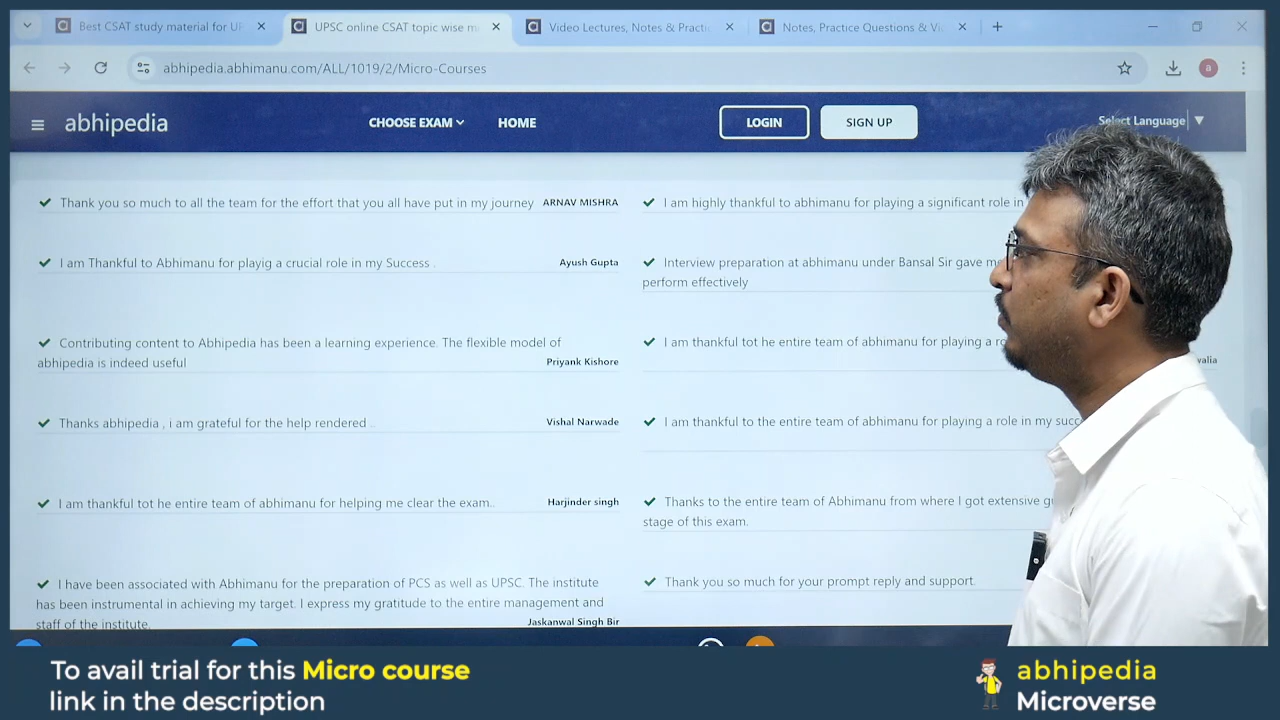 Best CSAT study material for UP
UPSC online CSAT topic wise m
Video Lectures, Notes & Practic
Notes, Practice Questions & Vi
abhipedia.abhimanu.com/ALL/1019/2/Micro-Courses
a
abhipedia
CHOOSE EXAM
HOME
LOGIN
SIGN UP
Select Language
Thank you so much to all the team for the effort that you all have put in my journey ARNAV MISHRA
I am highly thankful to abhimanu for playing a significant role in
I am Thankful to Abhimanu for playig a crucial role in my Success .
Ayush Gupta
Interview preparation at abhimanu under Bansal Sir gave me
perform effectively
Contributing content to Abhipedia has been a learning experience. The flexible model of
abhipedia is indeed useful
Priyank Kishore
I am thankful tot he entire team of abhimanu for playing a ro
valia
Thanks abhipedia , i am grateful for the help rendered ..
Vishal Narwade
I am thankful to the entire team of abhimanu for playing a role in my succ
I am thankful tot he entire team of abhimanu for helping me clear the exam..
Harjinder singh
Thanks to the entire team of Abhimanu from where I got extensive gu
stage of this exam.
I have been associated with Abhimanu for the preparation of PCS as well as UPSC. The institute
has been instrumental in achieving my target. I express my gratitude to the entire management and
staff of the institute.
Jaskanwal Singh Bir
Thank you so much for your prompt reply and support.
To avail trial for this Micro course
link in the description
abhipedia
Microverse